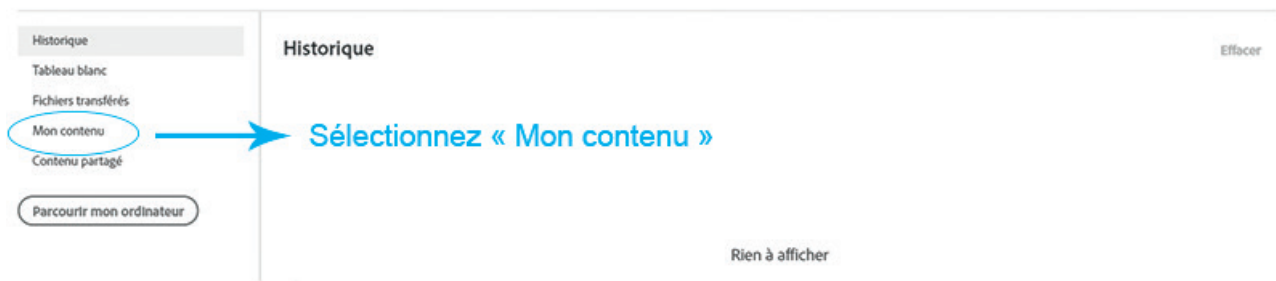 Historique
Tableau blanc
Fichiers transférés
Mon contenu
Contenu partagé
Parcourir mon ordinateur
Historique
Effacer
Sélectionnez « Mon contenu »
Rien à afficher